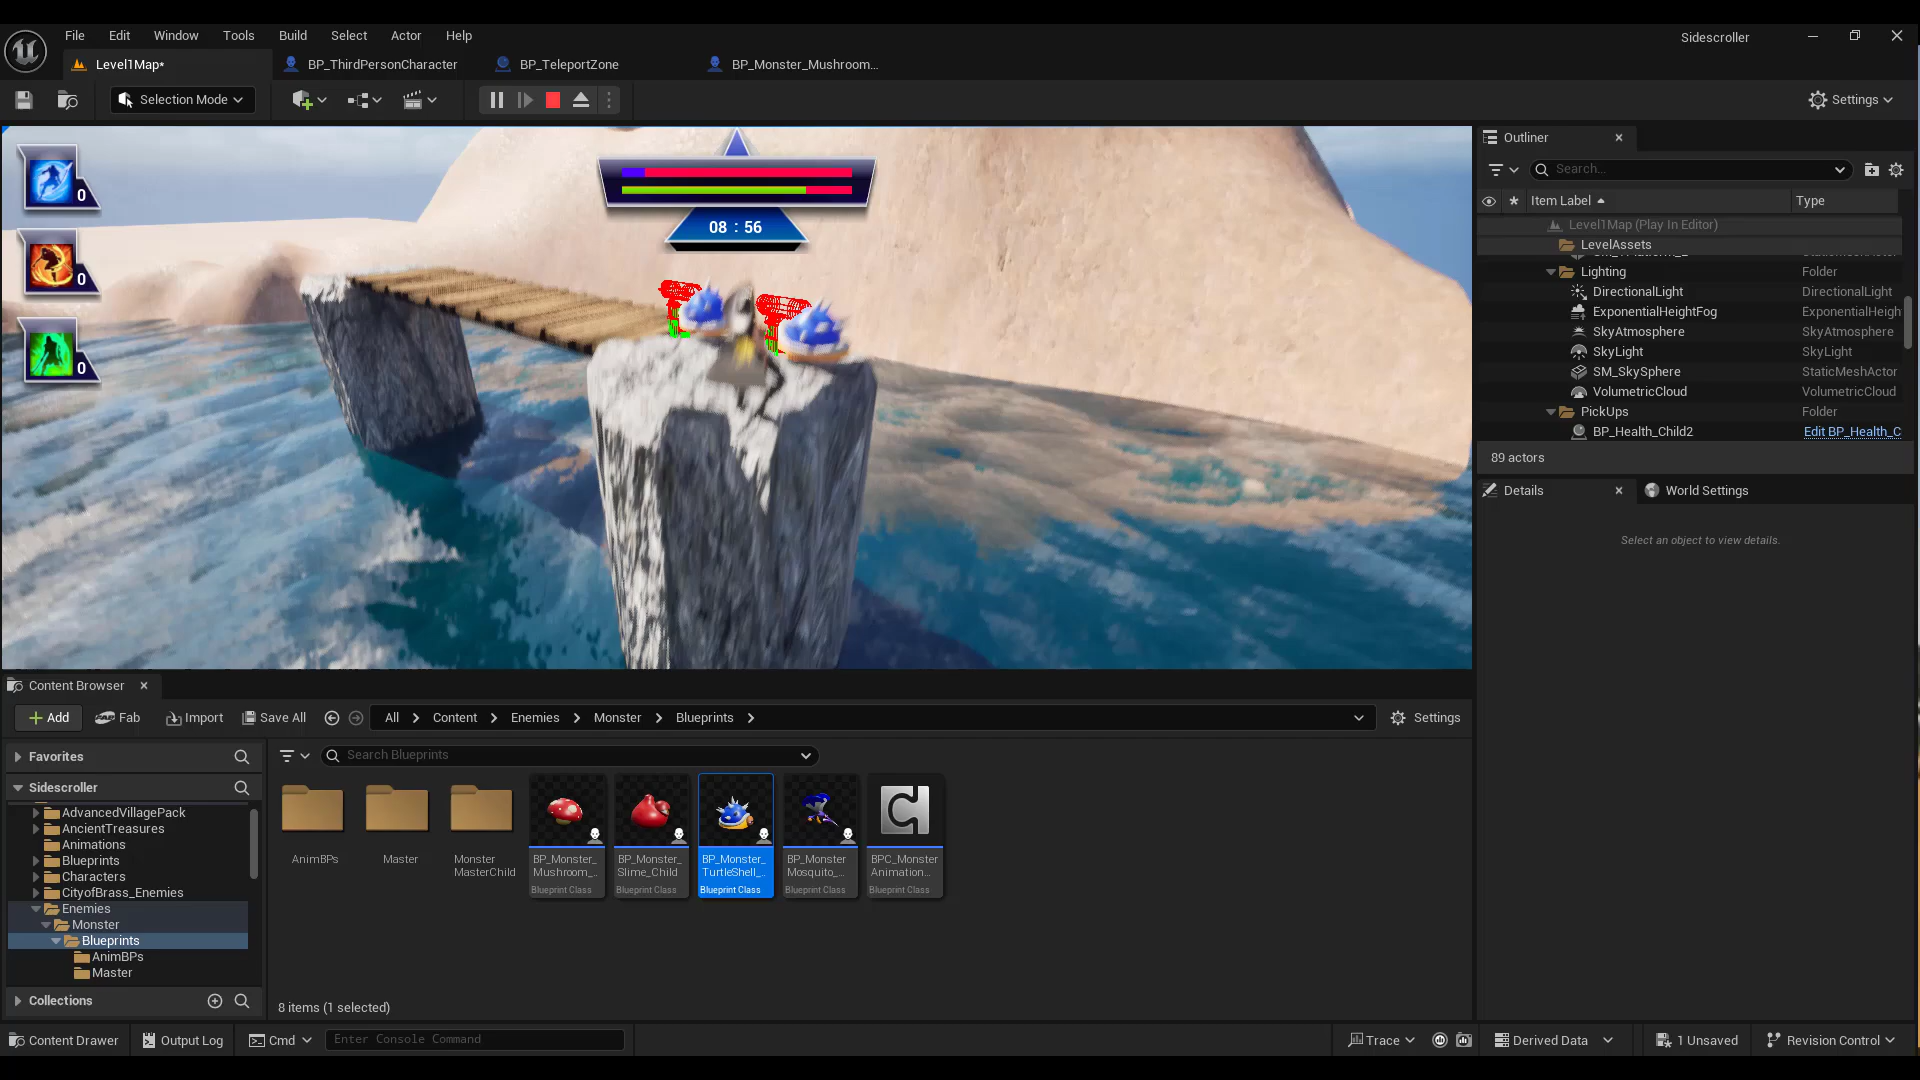 File Edit Window Tools Build Select Actor Help
Sidescroller
Level1Map*
BP_ThirdPersonCharacter
BP_TeleportZone
BP_Monster_Mushroom...
Selection Mode
Settings
0
0
0
08 : 56
Outliner
Search...
Item Label
Type
Level1Map (Play In Editor)
LevelAssets
Lighting Folder
DirectionalLight DirectionalLight
ExponentialHeightFog ExponentialHeigh
SkyAtmosphere SkyAtmosphere
SkyLight SkyLight
SM_SkySphere StaticMeshActor
VolumetricCloud VolumetricCloud
PickUps Folder
BP_Health_Child2 Edit BP_Health_C
89 actors
Details
World Settings
Select an object to view details.
Content Browser
Add
Fab
Import
Save All
All
Content
Enemies
Monster
Blueprints
Settings
Favorites
Search Blueprints
Sidescroller
AdvancedVillagePack
AncientTreasures
Animations
Blueprints
Characters
CityofBrass_Enemies
Enemies
Monster
Blueprints
AnimBPs
Master
Collections
AnimBPs
Master
Monster
MasterChild
BP_Monster_
Mushroom_...
Blueprint Class
BP_Monster_
Slime_Child
Blueprint Class
BP_Monster_
TurtleShell_...
Blueprint Class
BP_Monster
Mosquito_...
Blueprint Class
BPC_Monster
Animation...
Blueprint Class
8 items (1 selected)
Content Drawer
Output Log
Cmd
Enter Console Command
Trace
Derived Data
1 Unsaved
Revision Control